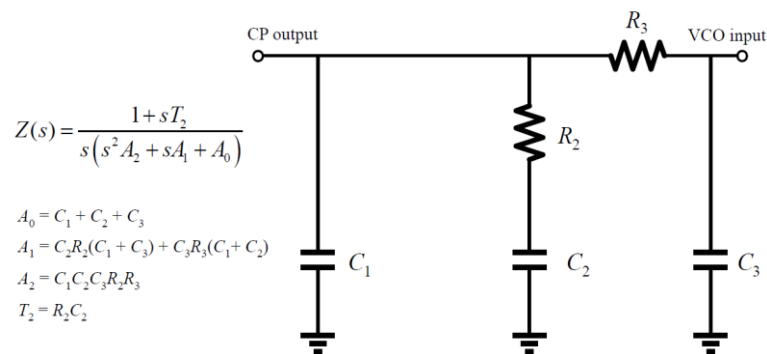 CP output
R₃
VCO input
Z(s) = (1 + sT₂) / (s(s²A₂ + sA₁ + A₀))
R₂
A₀ = C₁ + C₂ + C₃
A₁ = C₂R₂(C₁ + C₃) + C₃R₃(C₁+ C₂)
A₂ = C₁C₂C₃R₂R₃
T₂ = R₂C₂
C₁
C₂
C₃